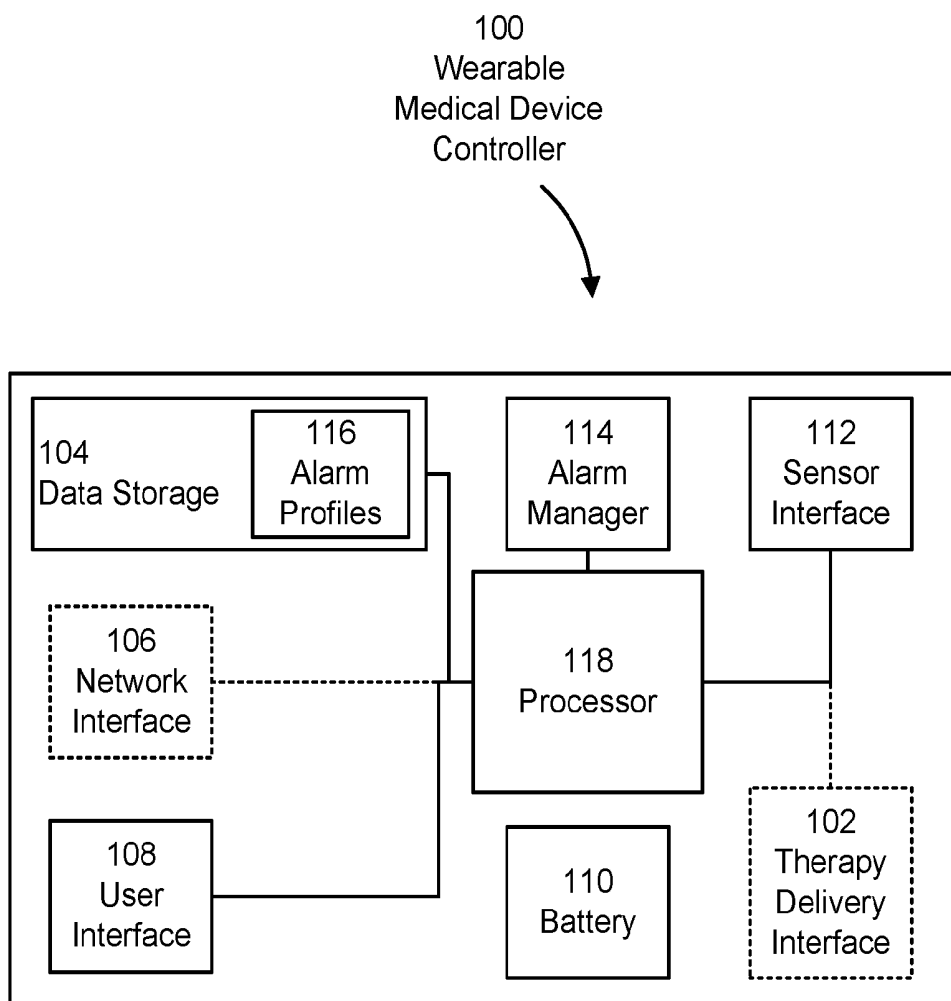 100
Wearable
Medical Device
Controller
104
Data Storage
116
Alarm
Profiles
114
Alarm
Manager
112
Sensor
Interface
106
Network
Interface
118
Processor
108
User
Interface
110
Battery
102
Therapy
Delivery
Interface